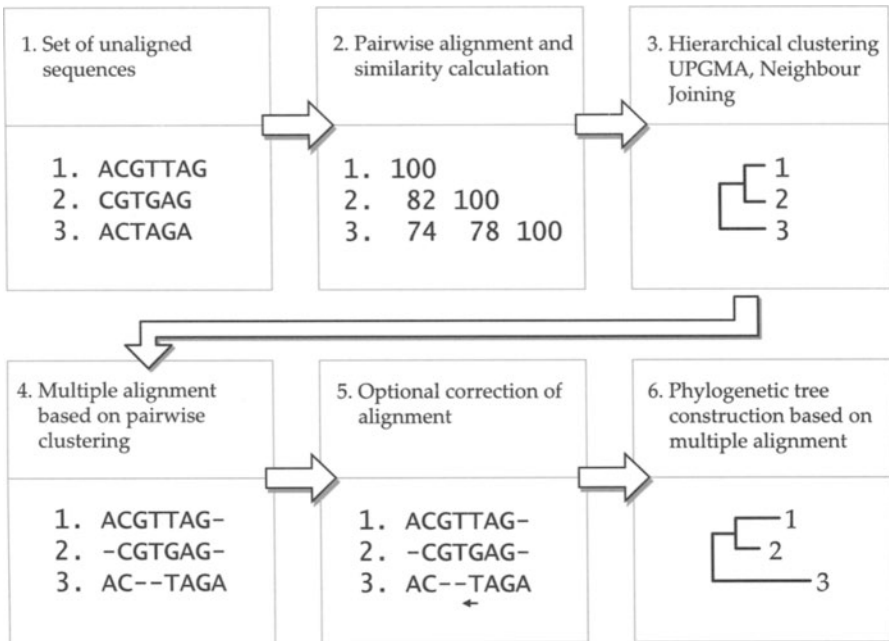 1. Set of unaligned
sequences
1. ACGTTAG
2. CGTGAG
3. ACTAGA
2. Pairwise alignment and
similarity calculation
1. 100
2. 82 100
3. 74 78 100
3. Hierarchical clustering
UPGMA, Neighbour
Joining
1
2
3
4. Multiple alignment
based on pairwise
clustering
1. ACGTTAG-
2. -CGTGAG-
3. AC--TAGA
5. Optional correction of
alignment
1. ACGTTAG-
2. -CGTGAG-
3. AC--TAGA
6. Phylogenetic tree
construction based on
multiple alignment
1
2
3